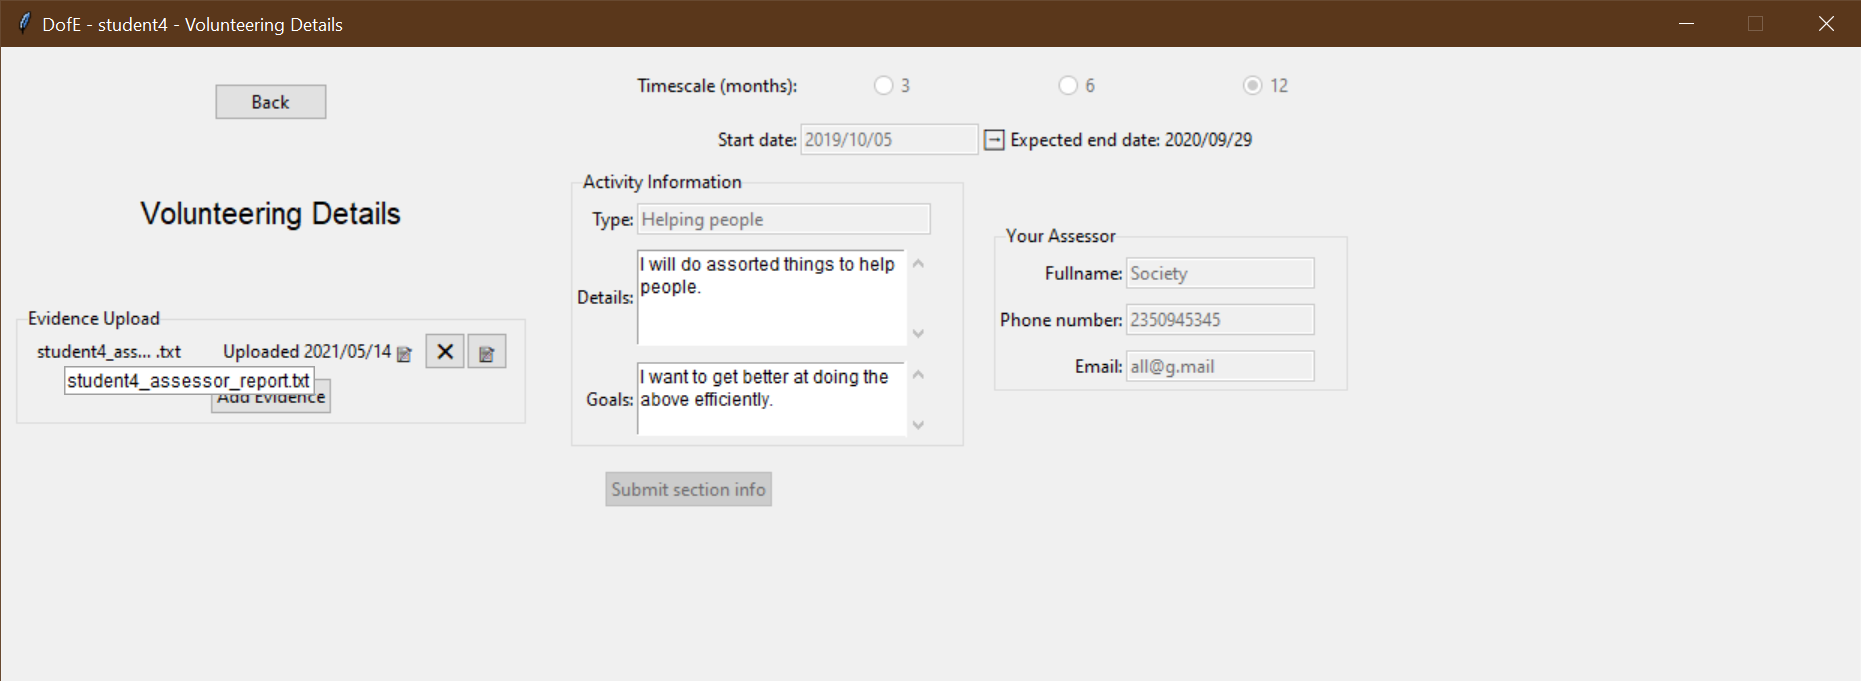 DofE - student4 - Volunteering Details
Back
Timescale (months):
3
6
12
Start date: 2019/10/05
Expected end date: 2020/09/29
Volunteering Details
Evidence Upload
student4_ass... .txt
Uploaded 2021/05/14
student4_assessor_report.txt
Add Evidence
Activity Information
Type: Helping people
Details:
I will do assorted things to help
people.
Goals:
I want to get better at doing the
above efficiently.
Submit section info
Your Assessor
Fullname: Society
Phone number: 2350945345
Email: all@g.mail